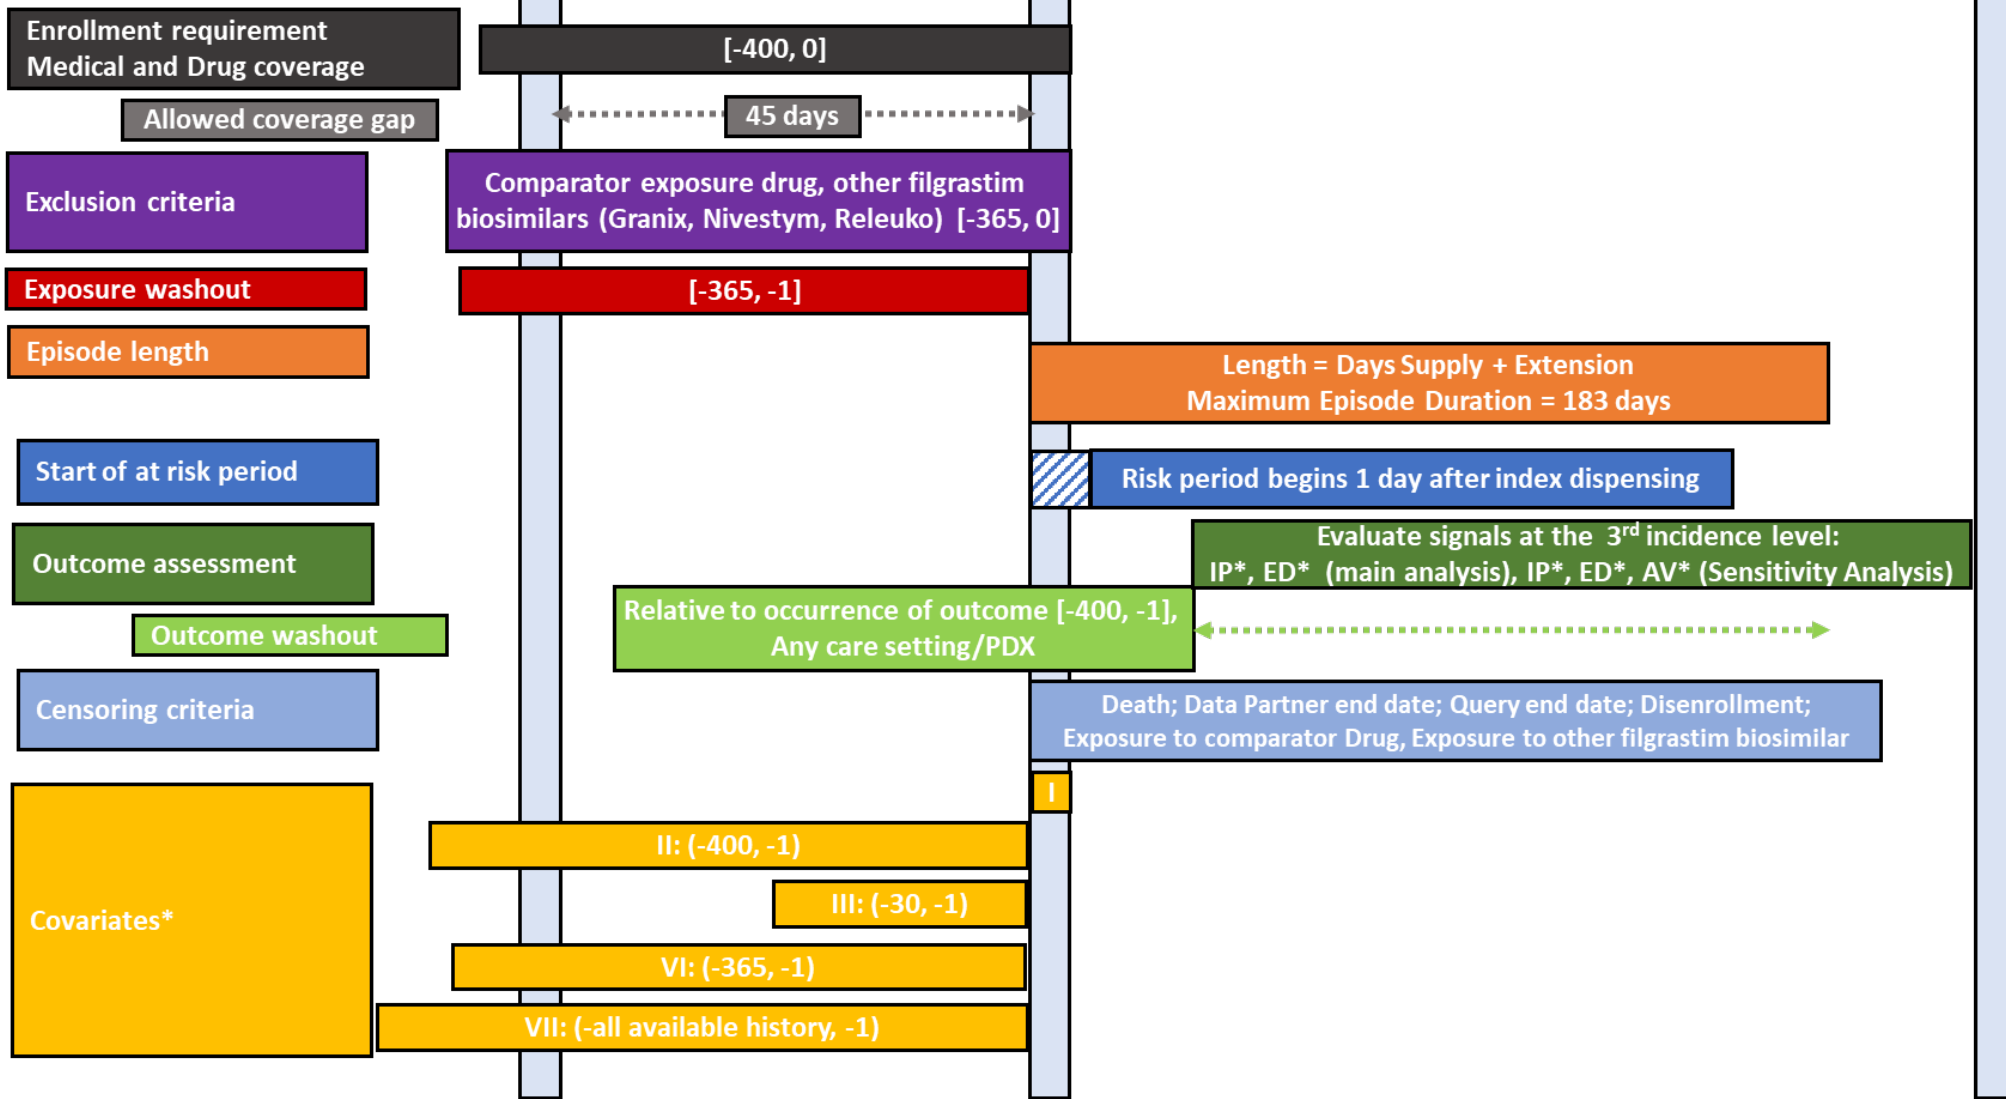 Enrollment requirement
Medical and Drug coverage
[-400, 0]
Allowed coverage gap
45 days
Exclusion criteria
Comparator exposure drug, other filgrastim
biosimilars (Granix, Nivestym, Releuko) [-365, 0]
Exposure washout
[-365, -1]
Episode length
Length = Days Supply + Extension
Maximum Episode Duration = 183 days
Start of at risk period
Risk period begins 1 day after index dispensing
Outcome assessment
Evaluate signals at the 3rd incidence level:
IP*, ED* (main analysis), IP*, ED*, AV* (Sensitivity Analysis)
Outcome washout
Relative to occurrence of outcome [-400, -1],
Any care setting/PDX
Censoring criteria
Death; Data Partner end date; Query end date; Disenrollment;
Exposure to comparator Drug, Exposure to other filgrastim biosimilar
Covariates*
I
II: (-400, -1)
III: (-30, -1)
VI: (-365, -1)
VII: (-all available history, -1)